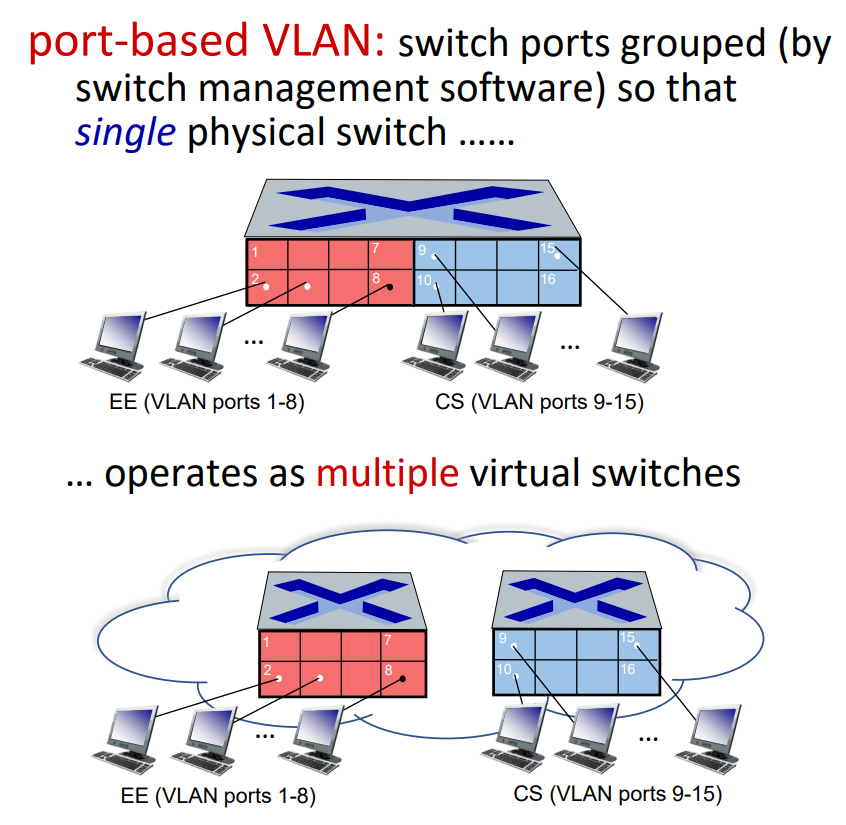 port-based VLAN: switch ports grouped (by
switch management software) so that
single physical switch ......
1 7 9 15
2 8 10 16
...
...
EE (VLAN ports 1-8)
CS (VLAN ports 9-15)
... operates as multiple virtual switches
1 7
9 15
2 8
10 16
...
...
EE (VLAN ports 1-8)
CS (VLAN ports 9-15)